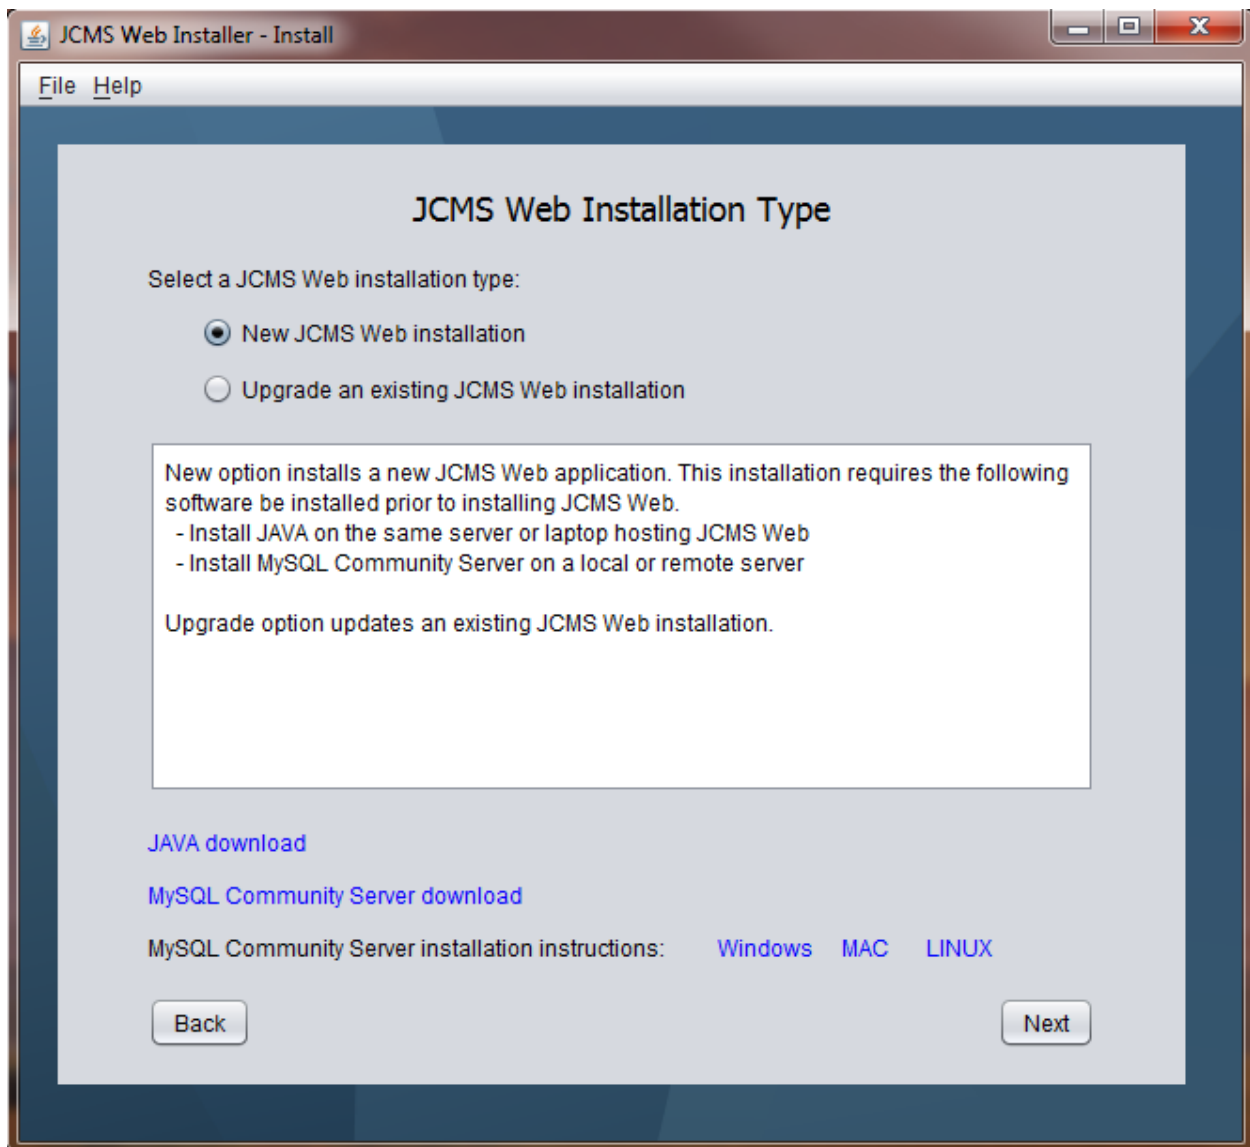 JCMS Web Installer - Install
File Help
JCMS Web Installation Type
Select a JCMS Web installation type:
New JCMS Web installation
Upgrade an existing JCMS Web installation
New option installs a new JCMS Web application. This installation requires the following
software be installed prior to installing JCMS Web.
- Install JAVA on the same server or laptop hosting JCMS Web
- Install MySQL Community Server on a local or remote server
Upgrade option updates an existing JCMS Web installation.
JAVA download
MySQL Community Server download
MySQL Community Server installation instructions: Windows MAC LINUX
Back Next